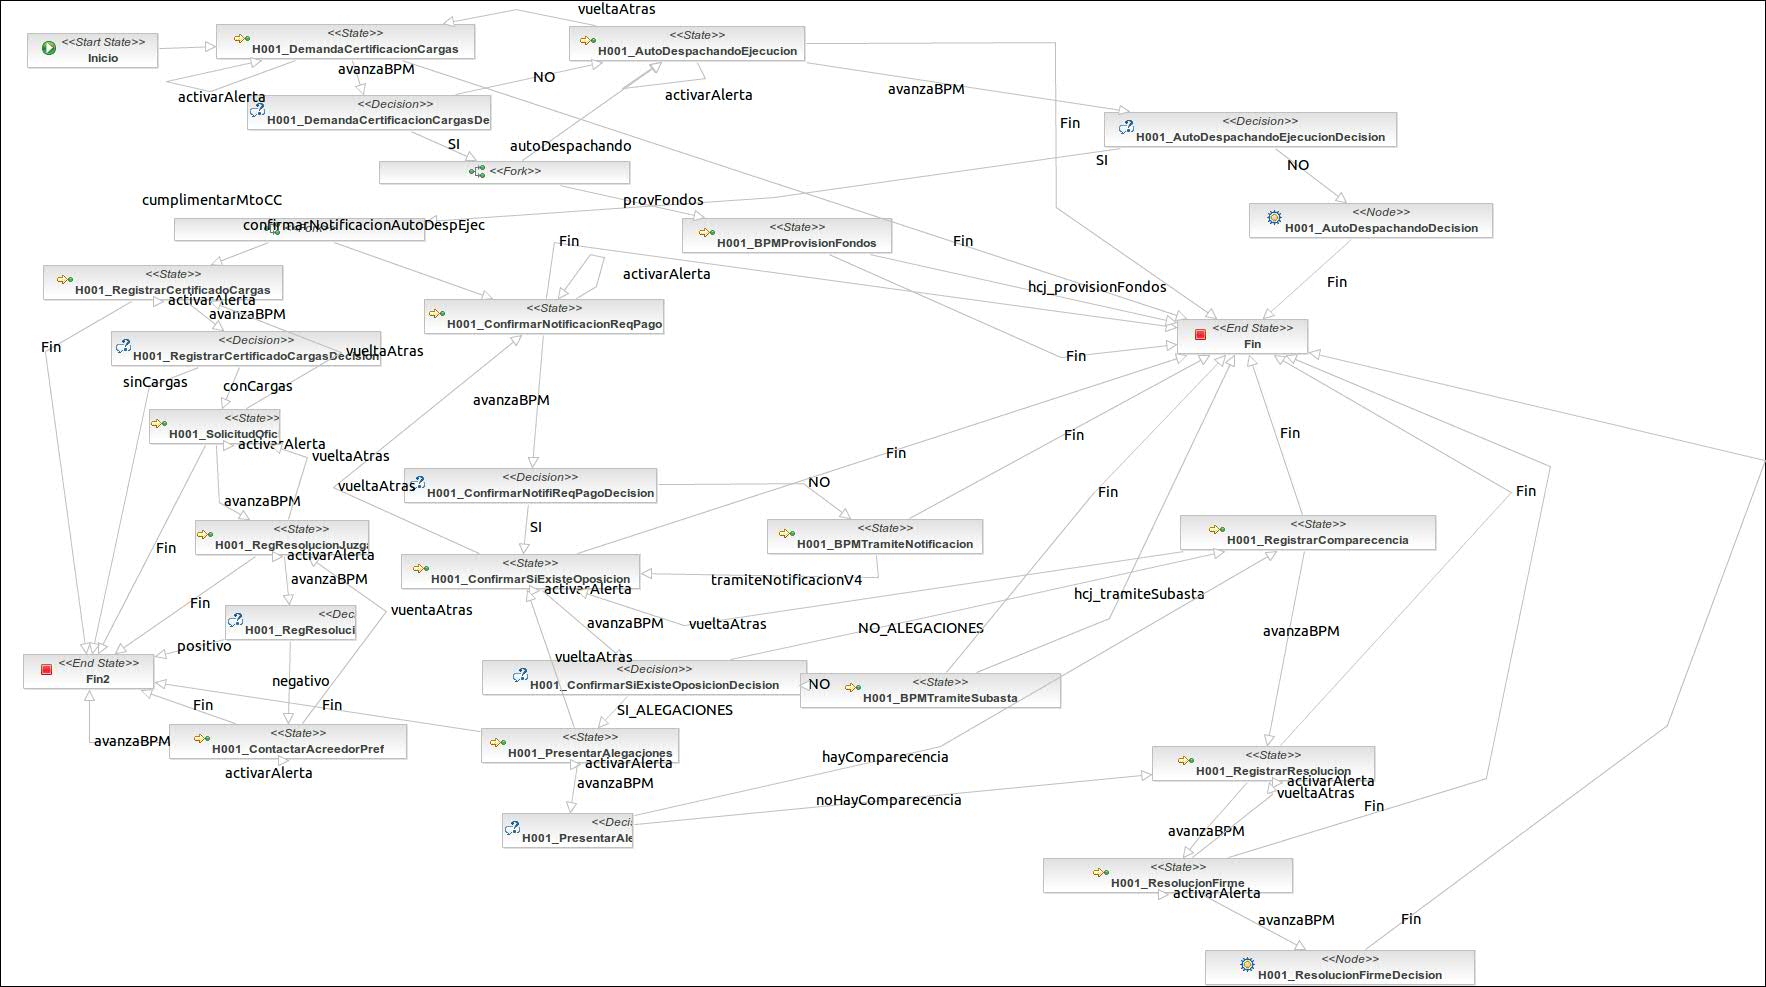 vueltaAtras
<<Start State>>
Inicio
<<State>>
H001_DemandaCertificacionCargas
<<State>>
H001_AutoDespachandoEjecucion
avanzaBPM
NO
activarAlerta
activarAlerta
avanzaBPM
<<Decision>>
H001_DemandaCertificacionCargasDe
Fin
<<Decision>>
H001_AutoDespachandoEjecucionDecision
SI
autoDespachando
SI
NO
<<Fork>>
cumplimentarMtoCC
provFondos
confirmarNotificacionAutoDespEjec
<<State>>
H001_BPMProvisionFondos
<<Node>>
H001_AutoDespachandoDecision
Fin
Fin
activarAlerta
Fin
hcj_provisionFondos
<<State>>
H001_RegistrarCertificadoCargas
activarAlerta
avanzaBPM
<<State>>
H001_ConfirmarNotificacionReqPago
<<End State>>
Fin
<<Decision>>
H001_RegistrarCertificadoCargasDecision
Fin
vueltaAtras
Fin
sinCargas
conCargas
avanzaBPM
<<State>>
H001_SolicitudOfic
activarAlerta
vueltaAtras
Fin
Fin
Fin
<<Decision>>
H001_ConfirmarNotifiReqPagoDecision
vueltaAtras
NO
Fin
Fin
avanzaBPM
SI
<<State>>
H001_RegResolucionJuzga
activarAlerta
<<State>>
H001_BPMTramiteNotificacion
<<State>>
H001_RegistrarComparecencia
Fin
avanzaBPM
<<State>>
H001_ConfirmarSiExisteOposicion
activarAlerta
tramiteNotificacionV4
hcj_tramiteSubasta
Fin
vuentaAtras
avanzaBPM
vueltaAtras
NO_ALEGACIONES
avanzaBPM
<<Deci
H001_RegResoluci
positivo
vueltaAtras
<<End State>>
Fin2
<<Decision>>
H001_ConfirmarSiExisteOposicionDecision
NO
<<State>>
H001_BPMTramiteSubasta
negativo
Fin
Fin
SI_ALEGACIONES
avanzaBPM
<<State>>
H001_ContactarAcreedorPref
activarAlerta
<<State>>
H001_PresentarAlegaciones
activarAlerta
avanzaBPM
hayComparecencia
<<State>>
H001_RegistrarResolucion
activarAlerta
vueltaAtras
noHayComparecencia
Fin
<<Deci
H001_PresentarAle
avanzaBPM
<<State>>
H001_ResolucionFirme
activarAlerta
avanzaBPM
Fin
<<Node>>
H001_ResolucionFirmeDecision